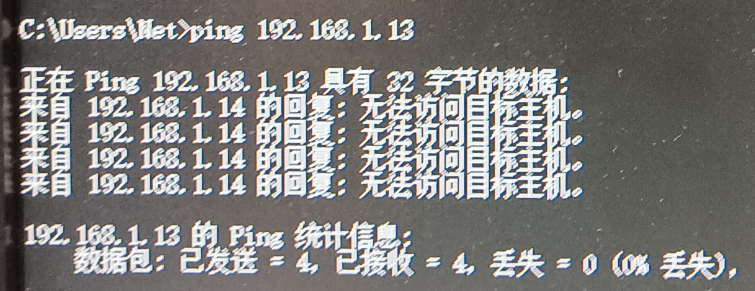 C:\Users\Net>ping 192.168.1.13
正在 Ping 192.168.1.13 具有 32 字节的数据:
来自 192.168.1.14 的回复: 无法访问目标主机。
来自 192.168.1.14 的回复: 无法访问目标主机。
来自 192.168.1.14 的回复: 无法访问目标主机。
来自 192.168.1.14 的回复: 无法访问目标主机。
192.168.1.13 的 Ping 统计信息:
数据包: 已发送 = 4, 已接收 = 4, 丢失 = 0 (0% 丢失),